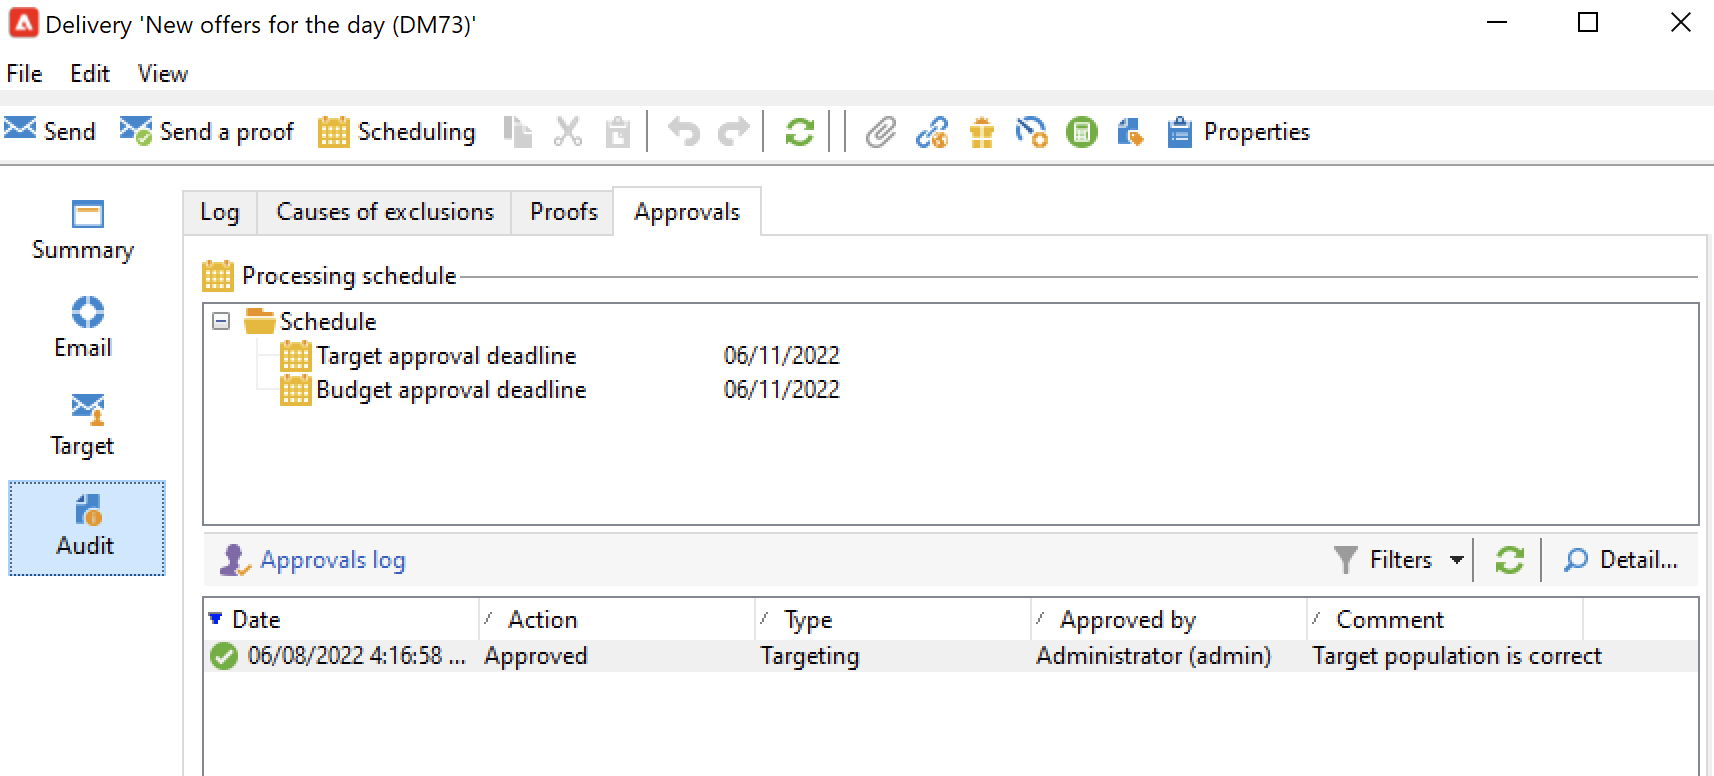 Delivery 'New offers for the day (DM73)'
File Edit View
Send Send a proof Scheduling Properties
Summary
Email
Target
Audit
Log Causes of exclusions Proofs Approvals
Processing schedule
Schedule
Target approval deadline 06/11/2022
Budget approval deadline 06/11/2022
Approvals log Filters Detail...
Date Action Type Approved by Comment
06/08/2022 4:16:58 ... Approved Targeting Administrator (admin) Target population is correct